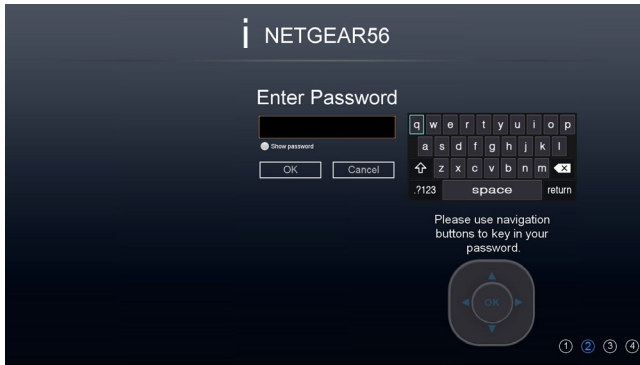 i NETGEAR56
Enter Password
Show password
OK Cancel
q w e r t y u i o p
a s d f g h j k l
z x c v b n m
.?123 space return
Please use navigation
buttons to key in your
password.
OK
1 2 3 4